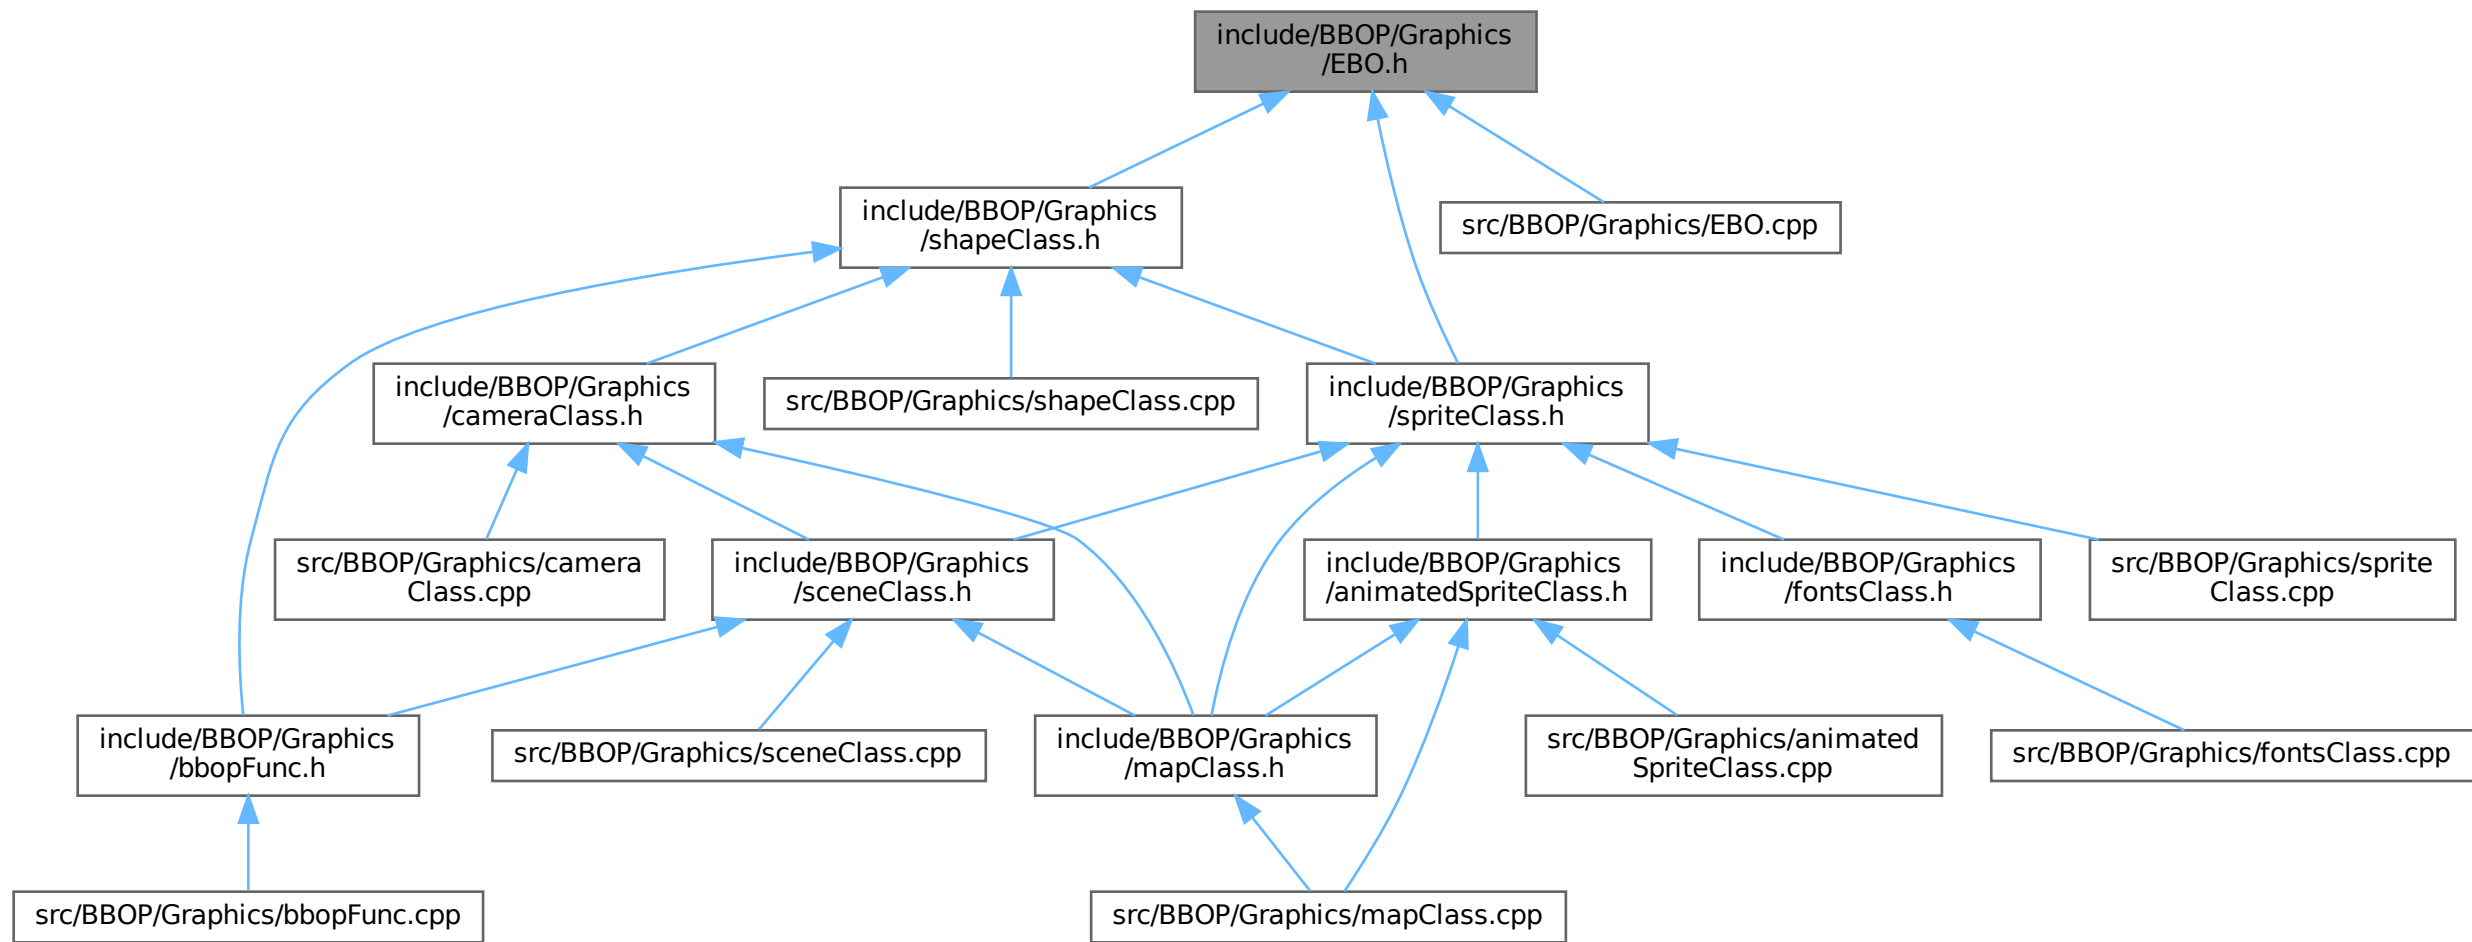 include/BBOP/Graphics
/EBO.h
include/BBOP/Graphics
/shapeClass.h
src/BBOP/Graphics/EBO.cpp
include/BBOP/Graphics
/cameraClass.h
src/BBOP/Graphics/shapeClass.cpp
include/BBOP/Graphics
/spriteClass.h
src/BBOP/Graphics/camera
Class.cpp
include/BBOP/Graphics
/sceneClass.h
include/BBOP/Graphics
/animatedSpriteClass.h
include/BBOP/Graphics
/fontsClass.h
src/BBOP/Graphics/sprite
Class.cpp
include/BBOP/Graphics
/bbopFunc.h
src/BBOP/Graphics/sceneClass.cpp
include/BBOP/Graphics
/mapClass.h
src/BBOP/Graphics/animated
SpriteClass.cpp
src/BBOP/Graphics/fontsClass.cpp
src/BBOP/Graphics/bbopFunc.cpp
src/BBOP/Graphics/mapClass.cpp